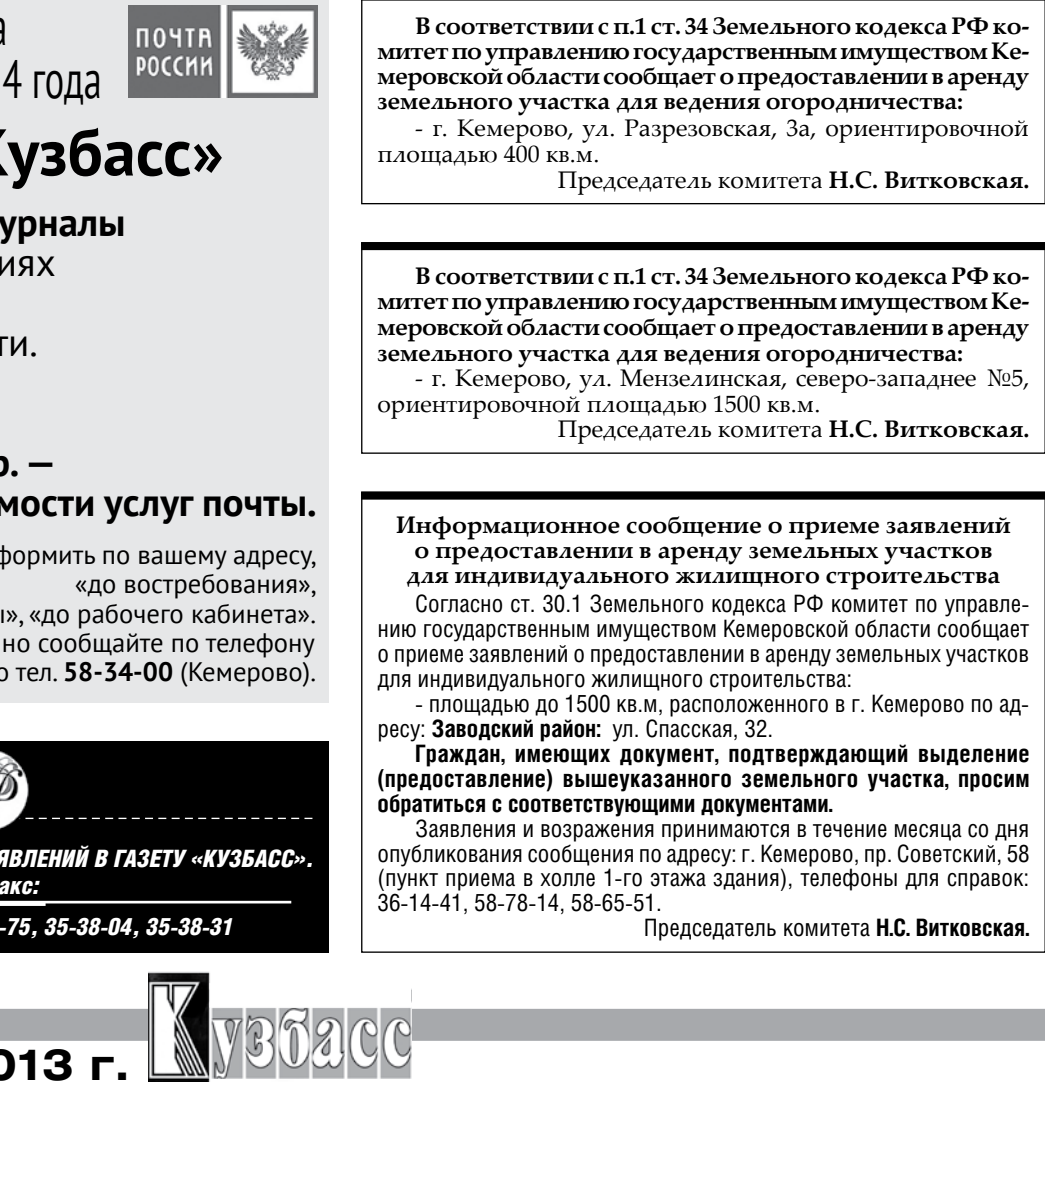 4 года
ПОЧТА
РОССИИ
Кузбасс»
ти.
мости услуг почты.
«до востребования»,
«до рабочего кабинета».
но сообщайте по телефону
тел. 58-34-00 (Кемерово).
В ГАЗЕТУ «КУЗБАСС».
-75, 35-38-04, 35-38-31
В соответствии с п.1 ст. 34 Земельного кодекса РФ ко-
митет по управлению государственным имуществом Ке-
меровской области сообщает о предоставлении в аренду
земельного участка для ведения огородничества:
- г. Кемерово, ул. Разрезовская, 3а, ориентировочной
площадью 400 кв.м.
Председатель комитета Н.С. Витковская.
В соответствии с п.1 ст. 34 Земельного кодекса РФ ко-
митет по управлению государственным имуществом Ке-
меровской области сообщает о предоставлении в аренду
земельного участка для ведения огородничества:
- г. Кемерово, ул. Мензелинская, северо-западнее №5,
ориентировочной площадью 1500 кв.м.
Председатель комитета Н.С. Витковская.
Информационное сообщение о приеме заявлений
о предоставлении в аренду земельных участков
для индивидуального жилищного строительства
Согласно ст. 30.1 Земельного кодекса РФ комитет по управле-
нию государственным имуществом Кемеровской области сообщает
о приеме заявлений о предоставлении в аренду земельных участков
для индивидуального жилищного строительства:
- площадью до 1500 кв.м, расположенного в г. Кемерово по ад-
ресу: Заводский район: ул. Спасская, 32.
Граждан, имеющих документ, подтверждающий выделение
(предоставление) вышеуказанного земельного участка, просим
обратиться с соответствующими документами.
Заявления и возражения принимаются в течение месяца со дня
опубликования сообщения по адресу: г. Кемерово, пр. Советский, 58
(пункт приема в холле 1-го этажа здания), телефоны для справок:
36-14-41, 58-78-14, 58-65-51.
Председатель комитета Н.С. Витковская.
013 г.
Кузбасс